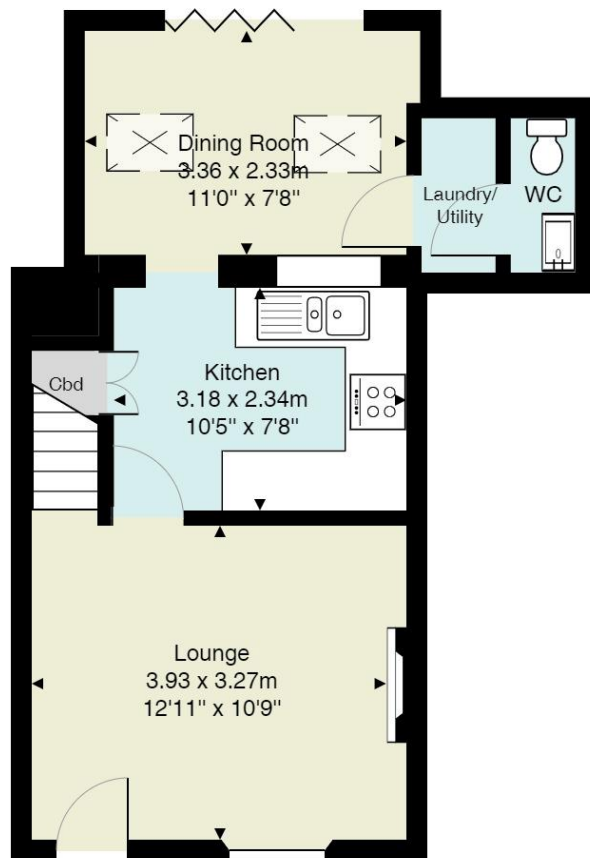 Dining Room
3.36 x 2.33m
11'0" x 7'8"
Laundry/
Utility
WC
Cbd
Kitchen
3.18 x 2.34m
10'5" x 7'8"
Lounge
3.93 x 3.27m
12'11" x 10'9"